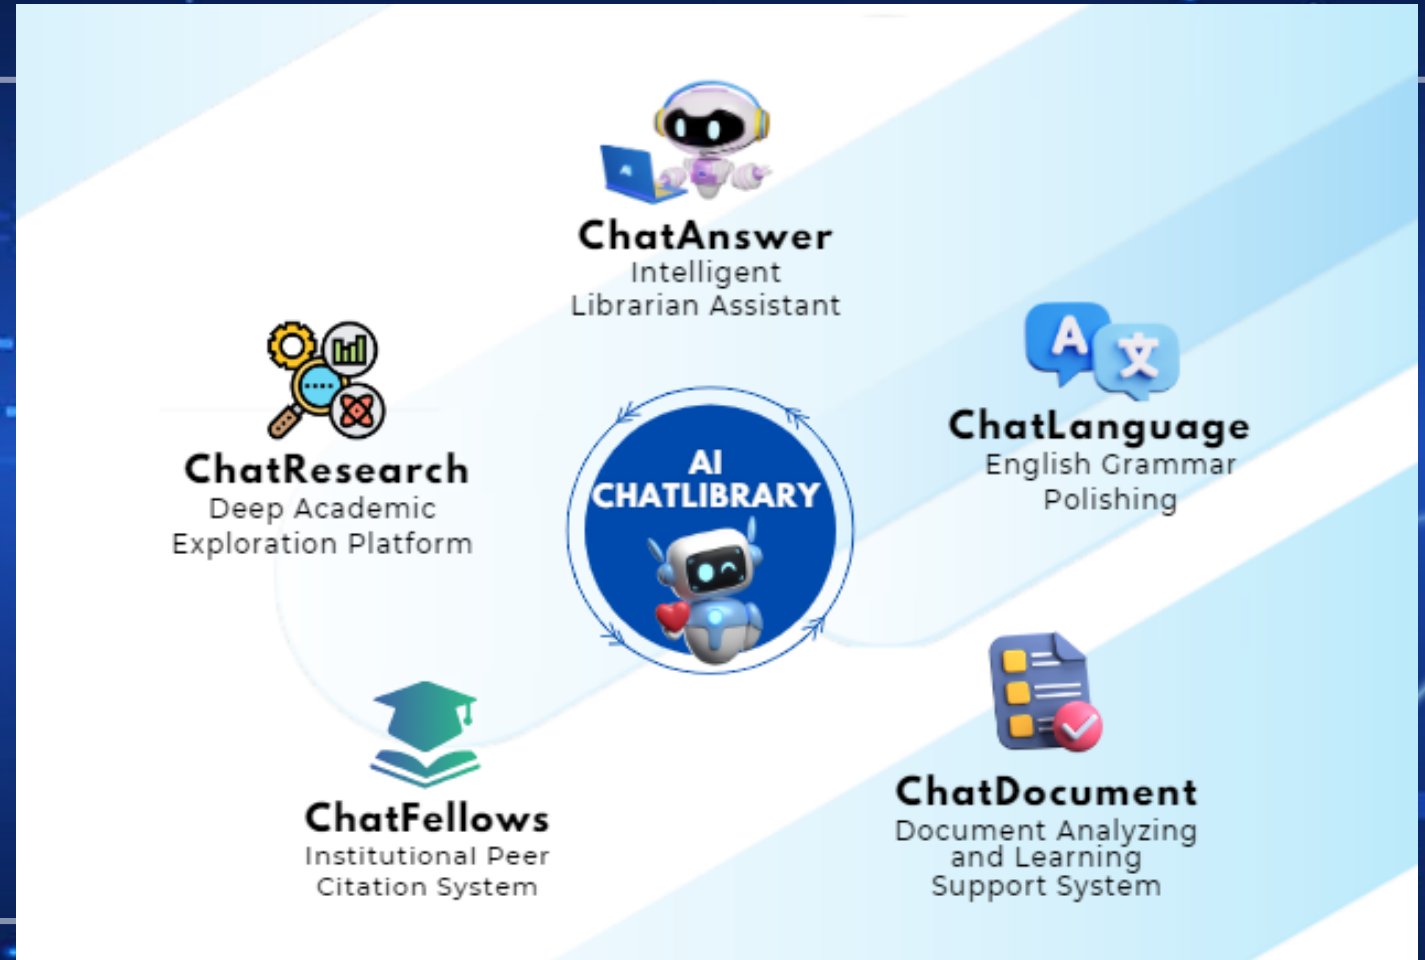 ChatAnswer
Intelligent
Librarian Assistant
A 文
ChatLanguage
English Grammar
Polishing
ChatResearch
Deep Academic
Exploration Platform
AI
CHATLIBRARY
ChatFellows
Institutional Peer
Citation System
ChatDocument
Document Analyzing
and Learning
Support System